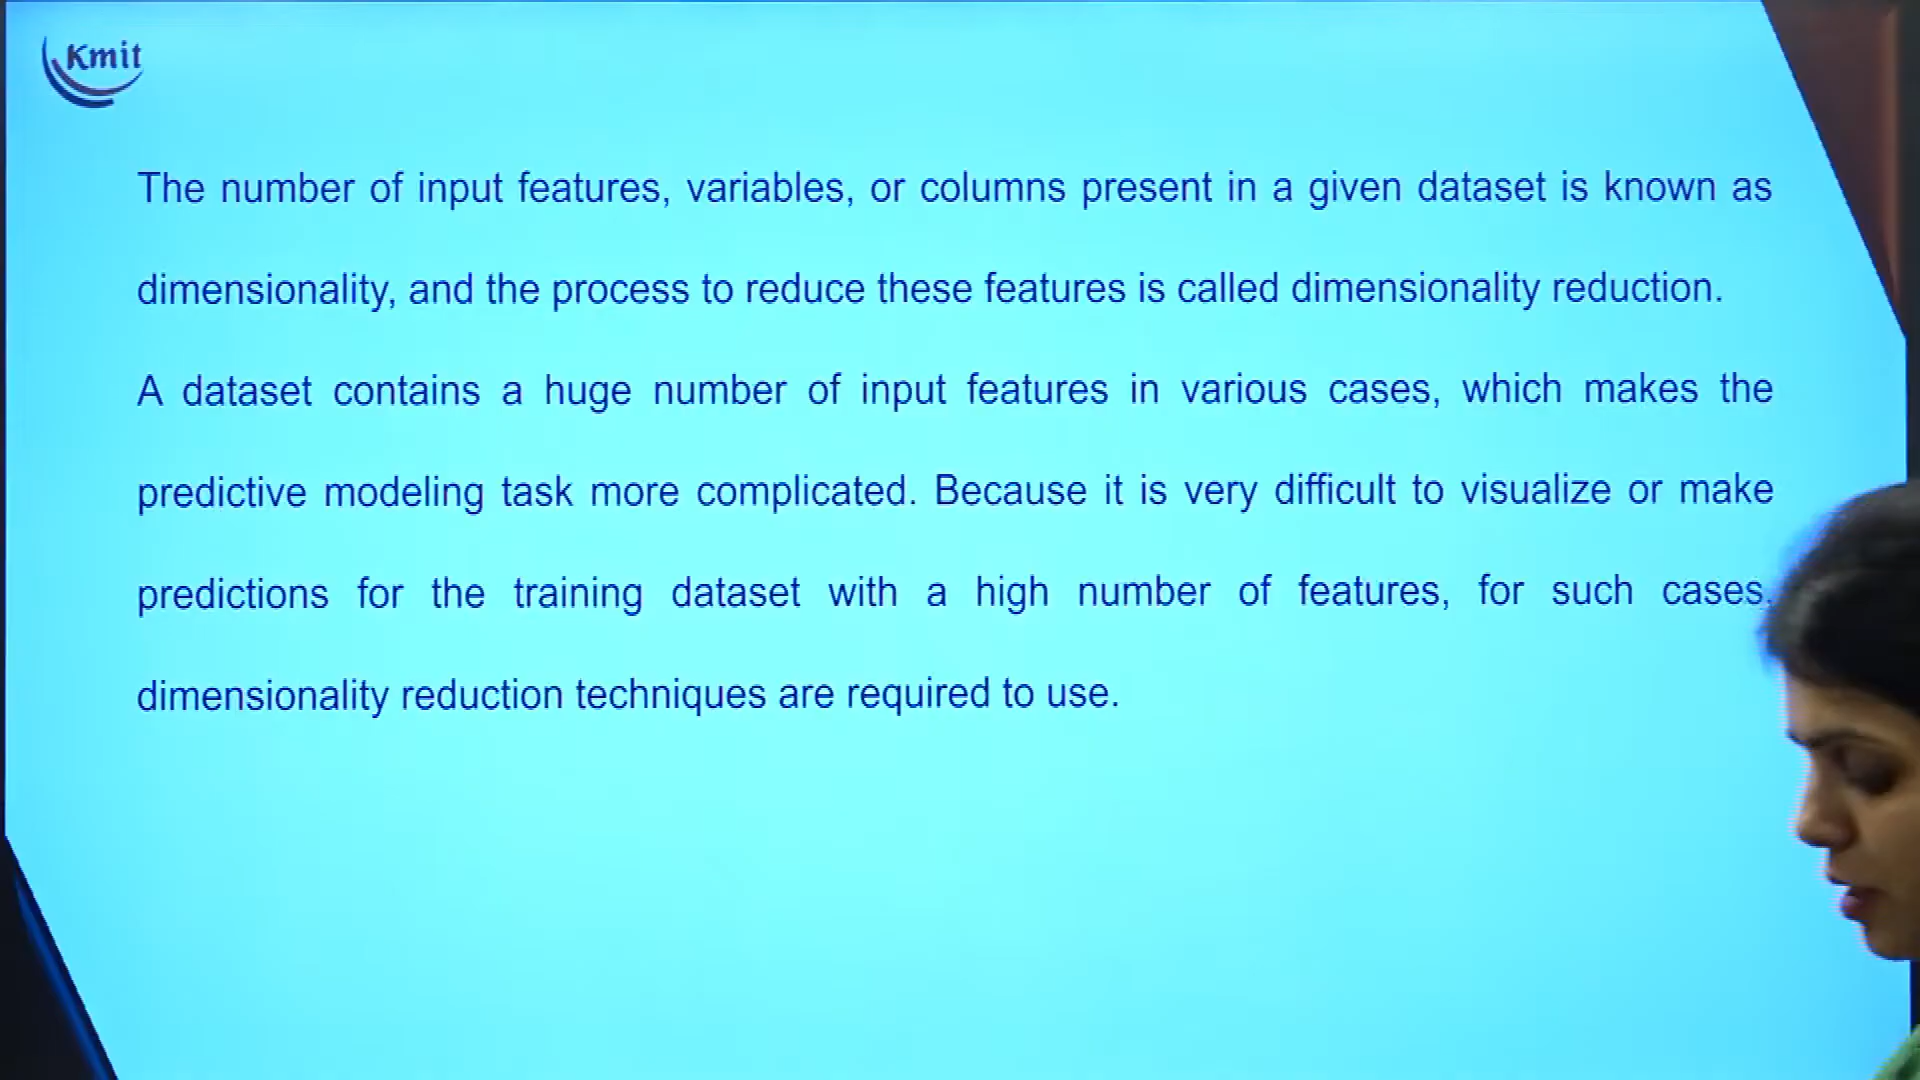 Kmit
The number of input features, variables, or columns present in a given dataset is known as
dimensionality, and the process to reduce these features is called dimensionality reduction.
A dataset contains a huge number of input features in various cases, which makes the
predictive modeling task more complicated. Because it is very difficult to visualize or make
predictions for the training dataset with a high number of features, for such cases,
dimensionality reduction techniques are required to use.